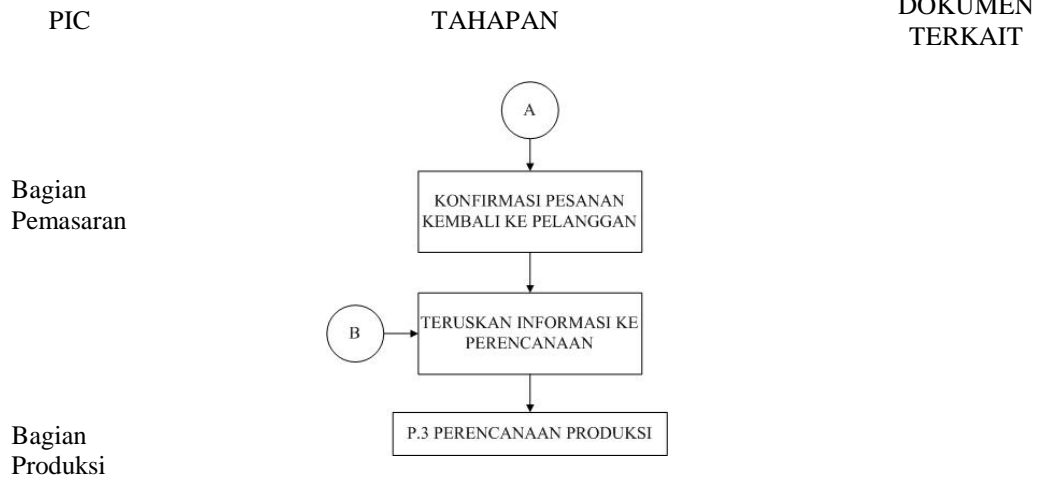 PIC
TAHAPAN
DOKUMEN
TERKAIT
A
Bagian
Pemasaran
KONFIRMASI PESANAN
KEMBALI KE PELANGGAN
B
TERUSKAN INFORMASI KE
PERENCANAAN
Bagian
Produksi
P.3 PERENCANAAN PRODUKSI